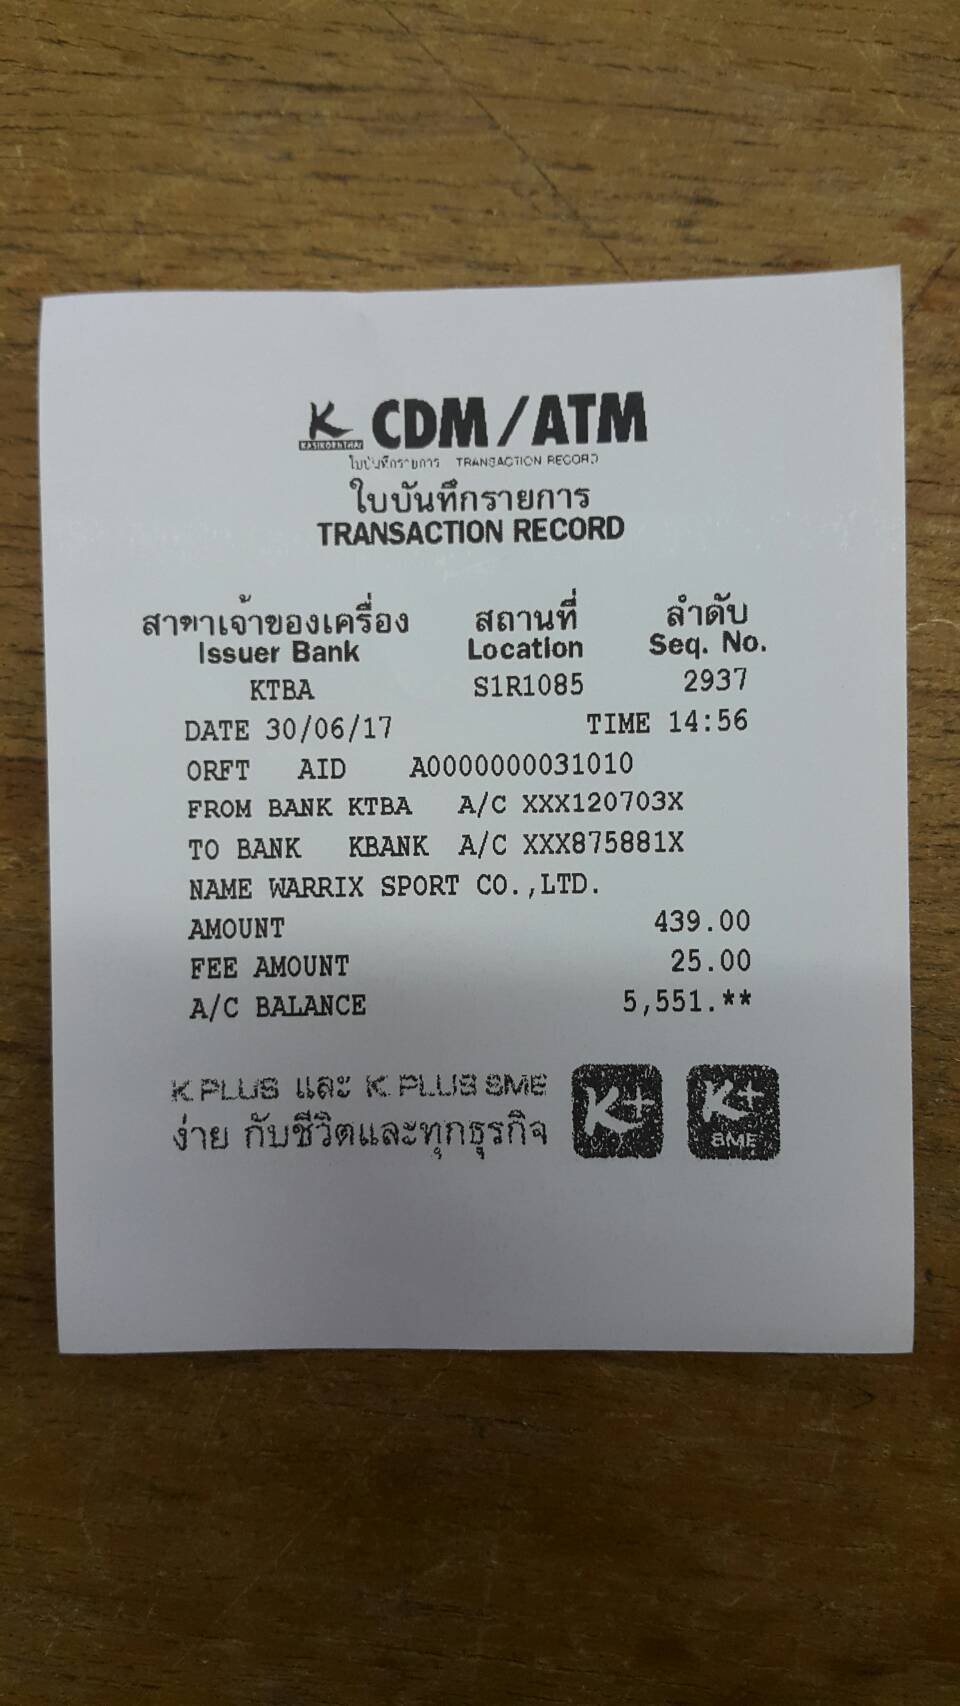 K CDM/ATM
KASIKORNTHAI
ใบบันทึกรายการ TRANSACTION RECORD
ใบบันทึกรายการ
TRANSACTION RECORD
สาขาเจ้าของเครื่อง สถานที่ ลำดับ
Issuer Bank Location Seq. No.
KTBA S1R1085 2937
DATE 30/06/17 TIME 14:56
ORFT AID A0000000031010
FROM BANK KTBA A/C XXX120703X
TO BANK KBANK A/C XXX875881X
NAME WARRIX SPORT CO.,LTD.
AMOUNT 439.00
FEE AMOUNT 25.00
A/C BALANCE 5,551.**
K PLUS และ K PLUS SME K+ K+
ง่าย กับชีวิตและทุกธุรกิจ SME